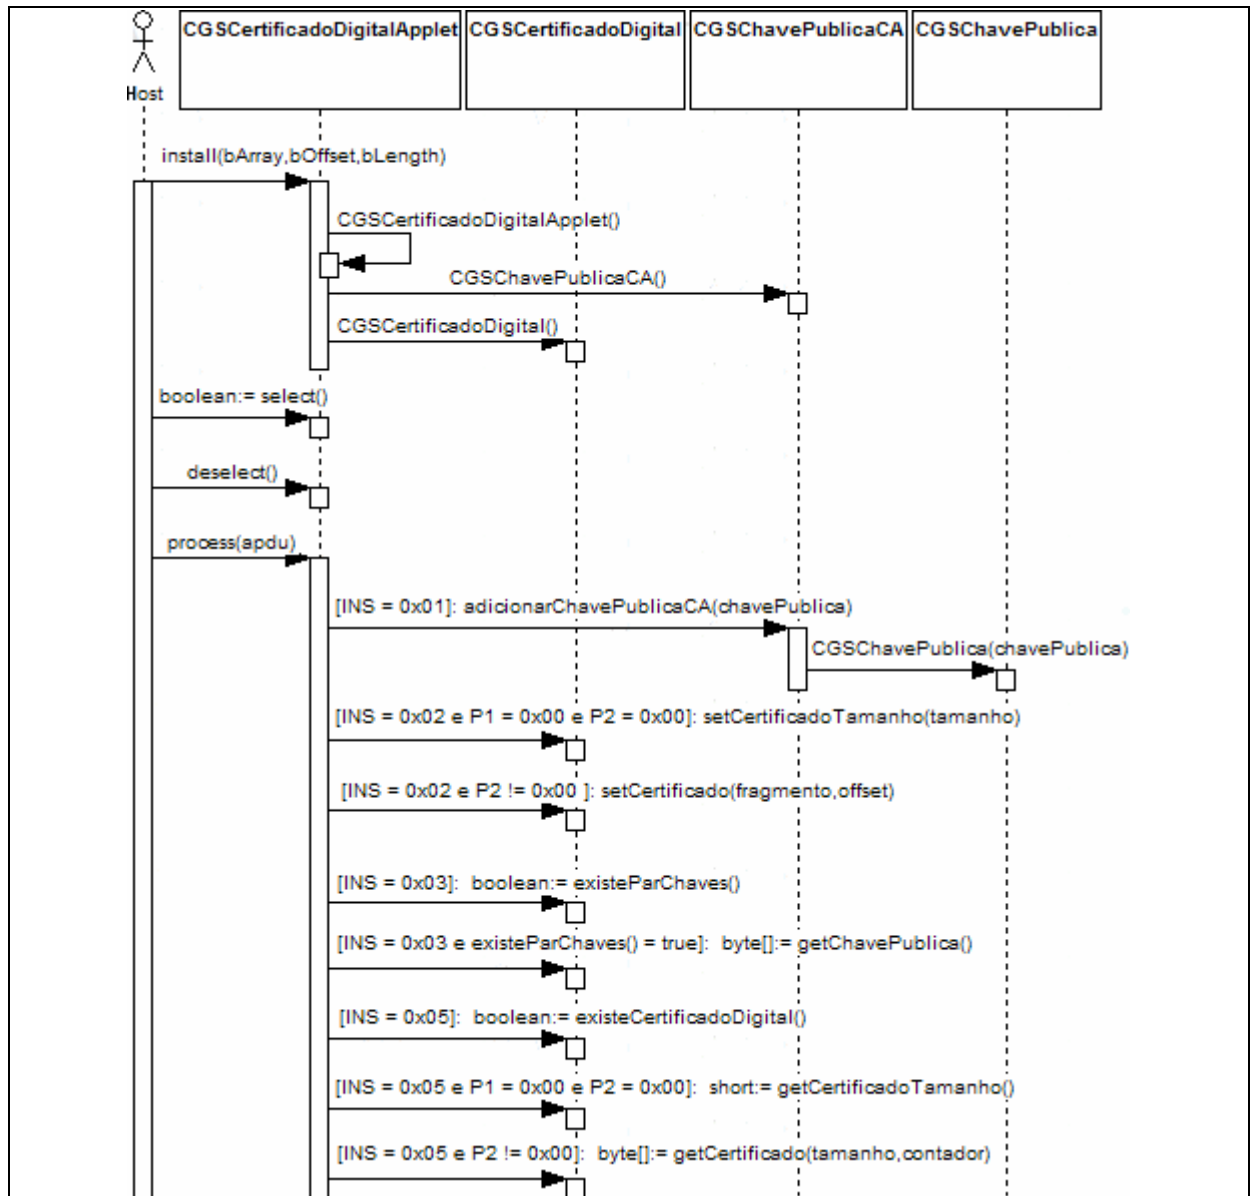 CGSCertificadoDigitalApplet CGSCertificadoDigital CGSChavePublicaCA CGSChavePublica
Host
install(bArray,bOffset,bLength)
CGSCertificadoDigitalApplet()
CGSChavePublicaCA()
CGSCertificadoDigital()
boolean:= select()
deselect()
process(apdu)
[INS = 0x01]: adicionarChavePublicaCA(chavePublica)
CGSChavePublica(chavePublica)
[INS = 0x02 e P1 = 0x00 e P2 = 0x00]: setCertificadoTamanho(tamanho)
[INS = 0x02 e P2 != 0x00 ]: setCertificado(fragmento,offset)
[INS = 0x03]: boolean:= existeParChaves()
[INS = 0x03 e existeParChaves() = true]: byte[]:= getChavePublica()
[INS = 0x05]: boolean:= existeCertificadoDigital()
[INS = 0x05 e P1 = 0x00 e P2 = 0x00]: short:= getCertificadoTamanho()
[INS = 0x05 e P2 != 0x00]: byte[]:= getCertificado(tamanho,contador)